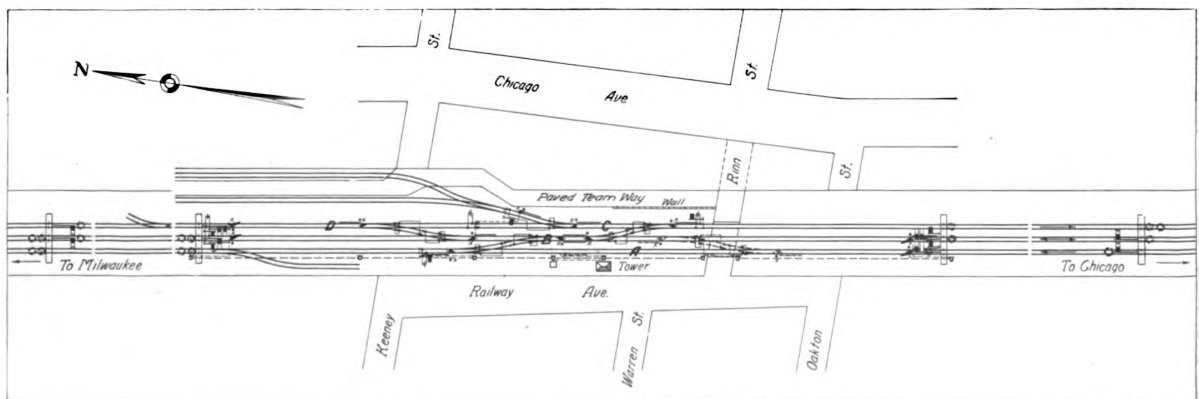 N
St.
Chicago Ave
St.
Rinn
St.
Paved Team Way
Wall
D
C
B
A
To Milwaukee
Tower
To Chicago
Railway Ave.
Keeney
Warren St.
Oakton